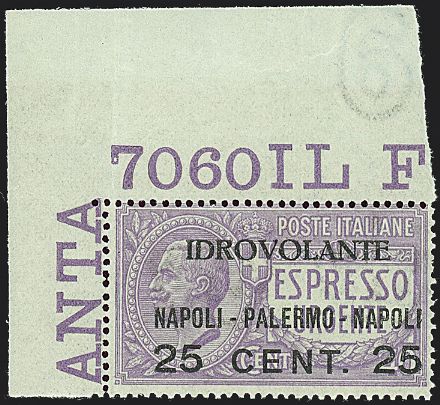 7060IL F
ANTA
POSTE ITALIANE
IDROVOLANTE
ESPRESSO
NAPOLI - PALERMO - NAPOLI
25 CENT. 25